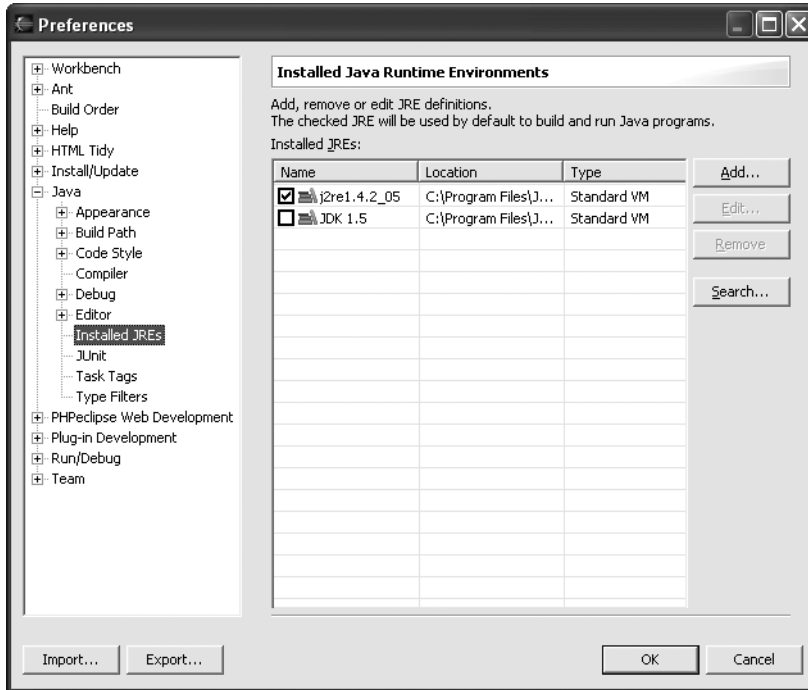 Preferences
Workbench
Ant
Build Order
Help
HTML Tidy
Install/Update
Java
Appearance
Build Path
Code Style
Compiler
Debug
Editor
Installed JREs
JUnit
Task Tags
Type Filters
PHPeclipse Web Development
Plug-in Development
Run/Debug
Team
Installed Java Runtime Environments
Add, remove or edit JRE definitions.
The checked JRE will be used by default to build and run Java programs.
Installed JREs:
Name Location Type
j2re1.4.2_05 C:\Program Files\J... Standard VM
JDK 1.5 C:\Program Files\J... Standard VM
Add...
Edit...
Remove
Search...
Import... Export... OK Cancel